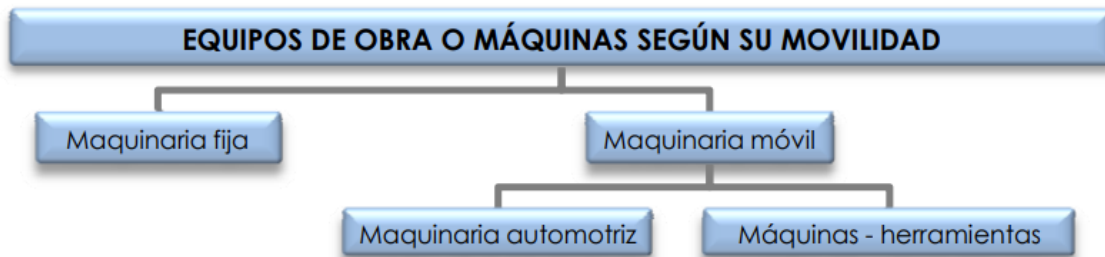 EQUIPOS DE OBRA O MÁQUINAS SEGÚN SU MOVILIDAD
Maquinaria fija
Maquinaria móvil
Maquinaria automotriz
Máquinas - herramientas